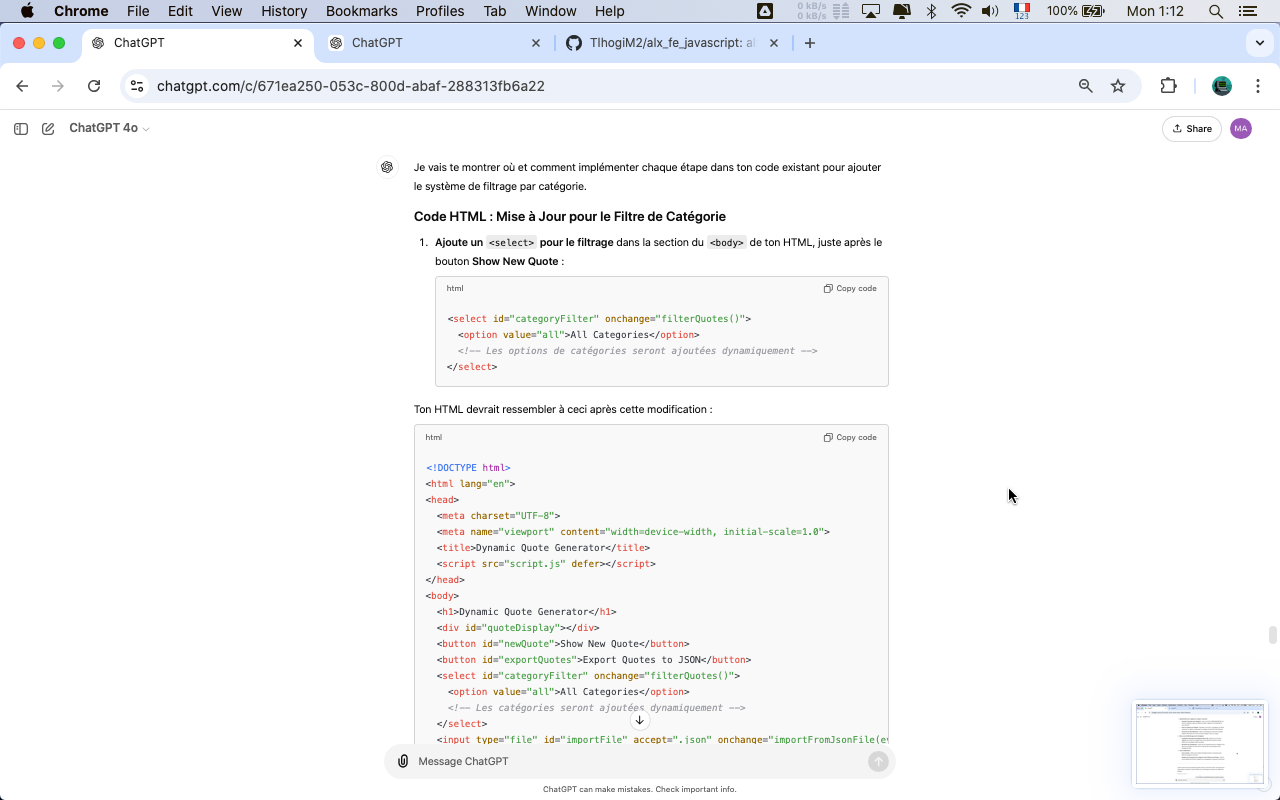 Chrome File Edit View History Bookmarks Profiles Tab Window Help 0 kB/s 0 kB/s 123 100% Mon 1:12
ChatGPT ChatGPT TlhogiM2/alx_fe_javascript: al
chatgpt.com/c/671ea250-053c-800d-abaf-288313fb6a22
ChatGPT 4o Share MA
Je vais te montrer où et comment implémenter chaque étape dans ton code existant pour ajouter
le système de filtrage par catégorie.
Code HTML : Mise à Jour pour le Filtre de Catégorie
1. Ajoute un <select> pour le filtrage dans la section du <body> de ton HTML, juste après le
bouton Show New Quote :
html Copy code
<select id="categoryFilter" onchange="filterQuotes()">
<option value="all">All Categories</option>
<!-- Les options de catégories seront ajoutées dynamiquement -->
</select>
Ton HTML devrait ressembler à ceci après cette modification :
html Copy code
<!DOCTYPE html>
<html lang="en">
<head>
<meta charset="UTF-8">
<meta name="viewport" content="width=device-width, initial-scale=1.0">
<title>Dynamic Quote Generator</title>
<script src="script.js" defer></script>
</head>
<body>
<h1>Dynamic Quote Generator</h1>
<div id="quoteDisplay"></div>
<button id="newQuote">Show New Quote</button>
<button id="exportQuotes">Export Quotes to JSON</button>
<select id="categoryFilter" onchange="filterQuotes()">
<option value="all">All Categories</option>
<!-- Les catégories seront ajoutées dynamiquement -->
</select>
<input type="file" id="importFile" accept=".json" onchange="importFromJsonFile(ev
Message ChatGPT
ChatGPT can make mistakes. Check important info.